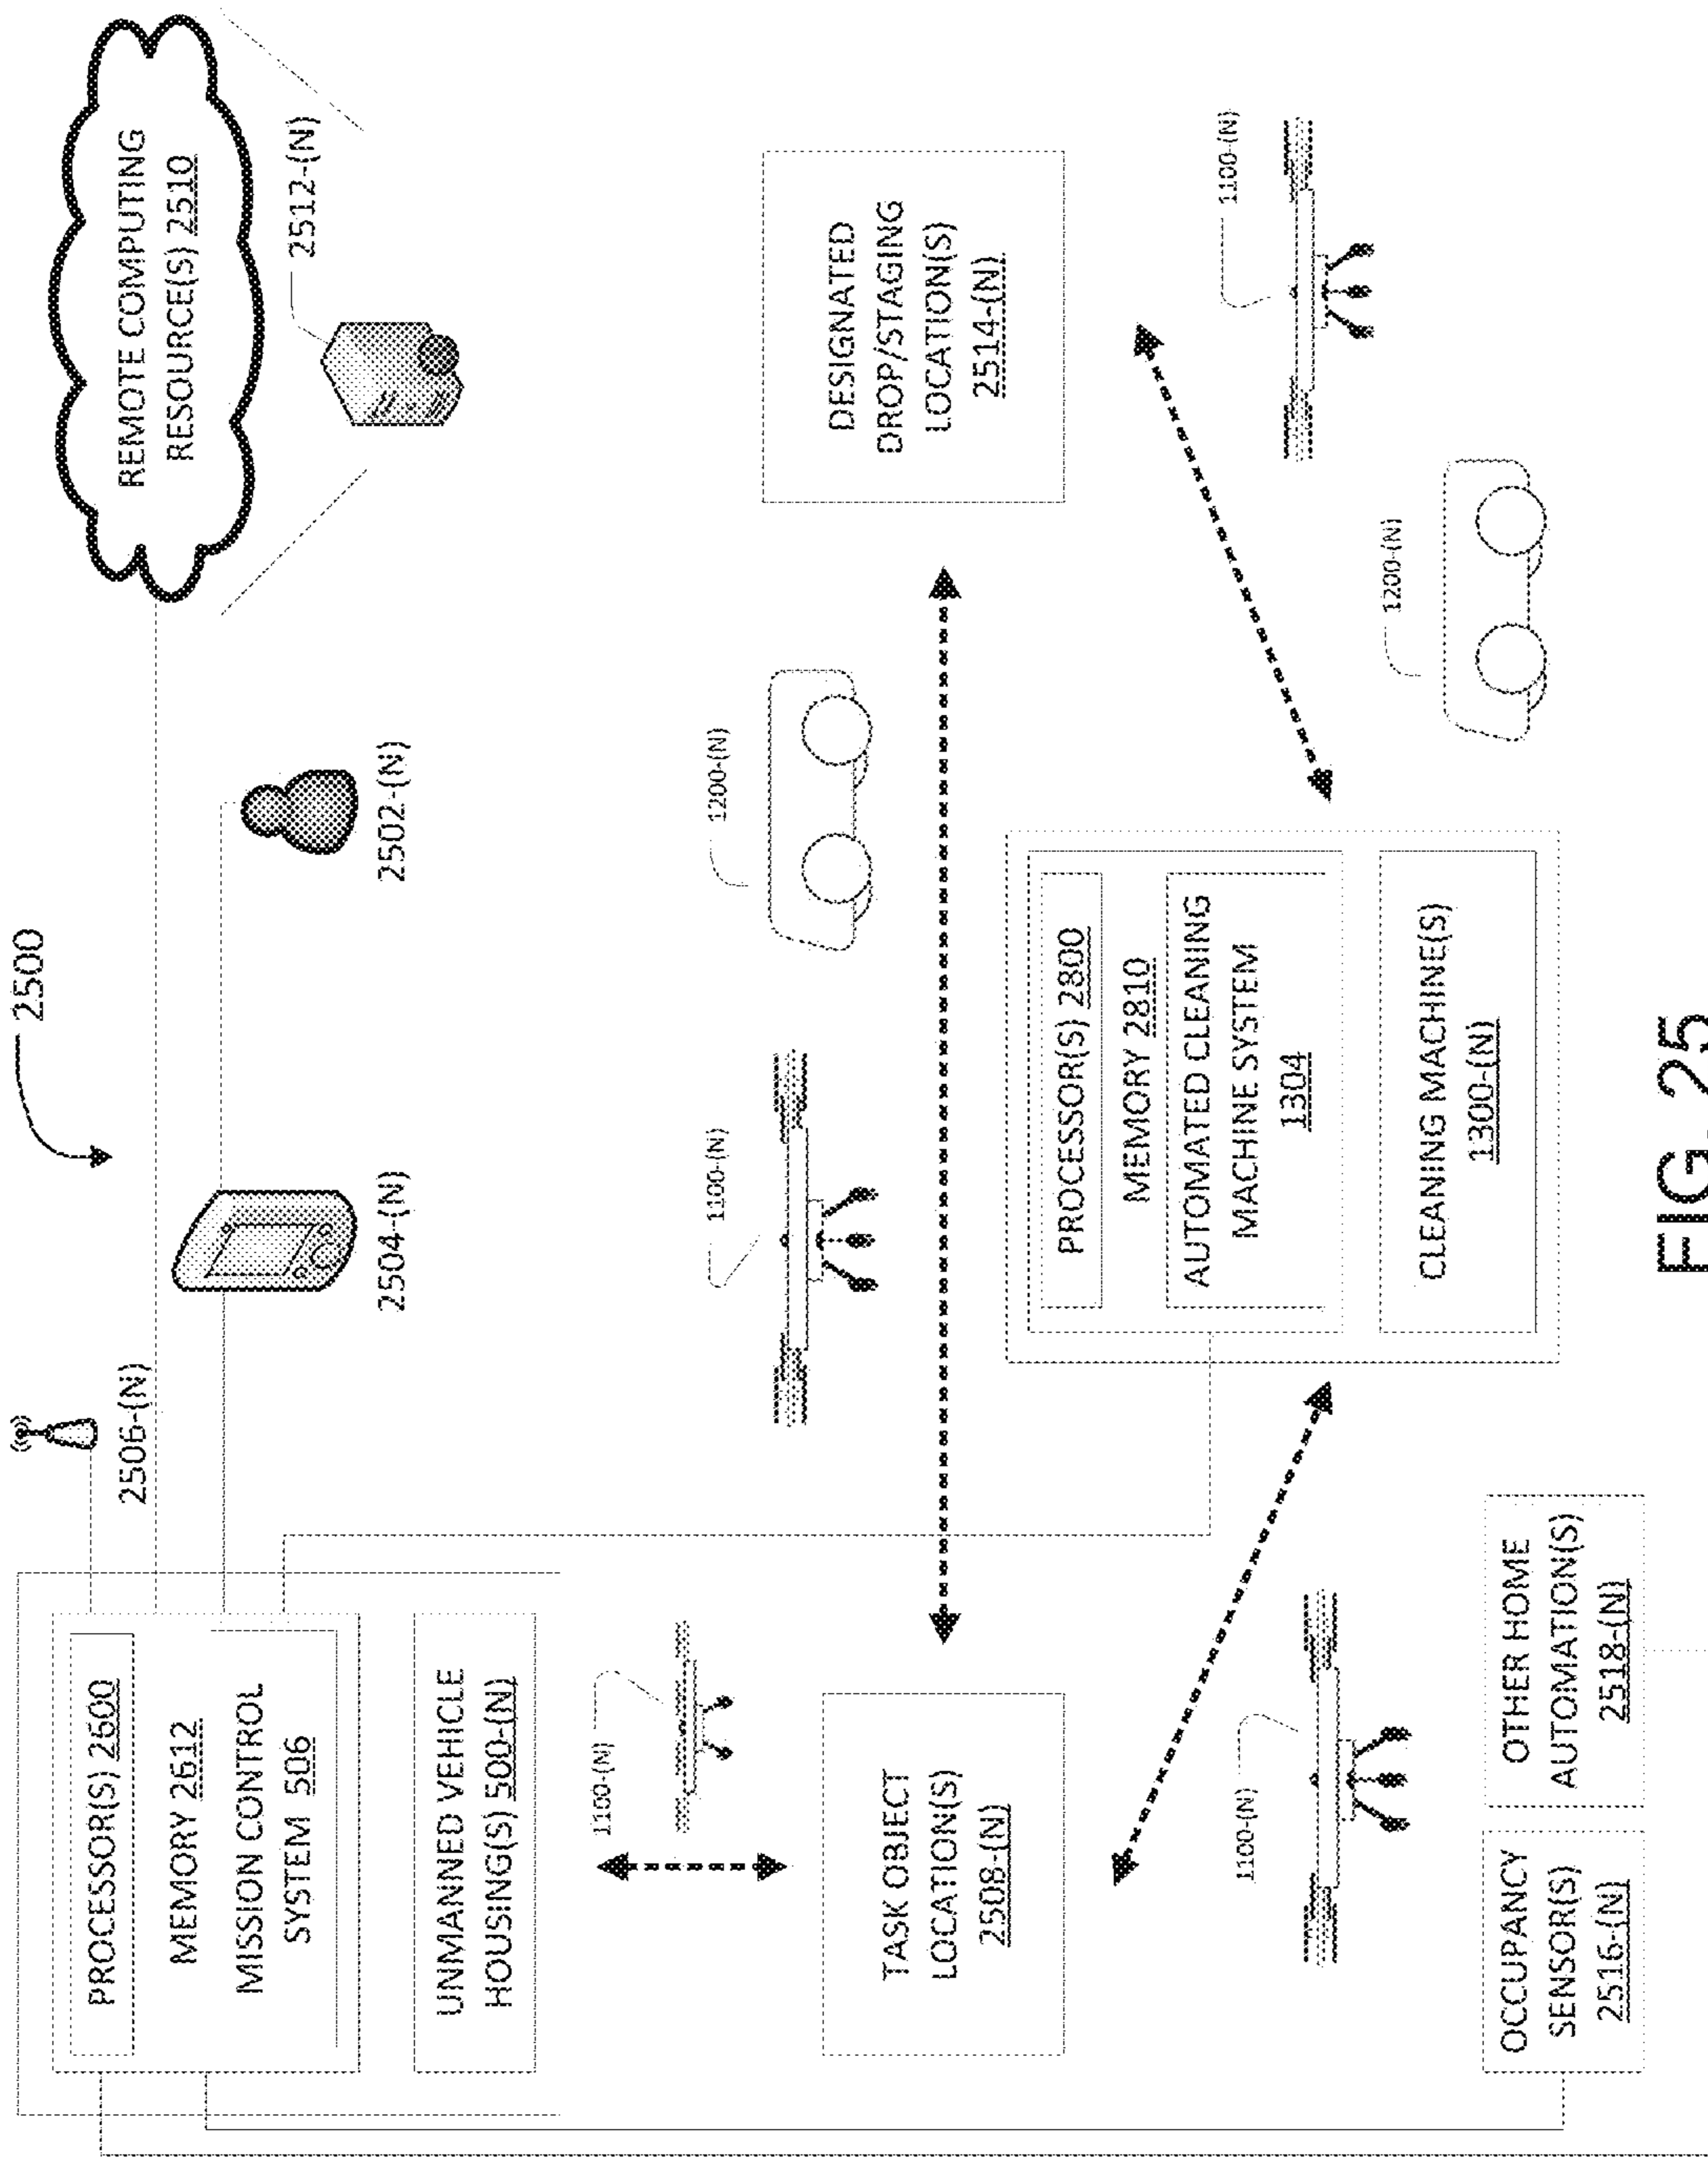 2500
2506-(N)
2504-(N)
2502-(N)
REMOTE COMPUTING
RESOURCE(S) 2510
2512-(N)
PROCESSOR(S) 2600
MEMORY 2612
MISSION CONTROL
SYSTEM 506
UNMANNED VEHICLE
HOUSING(S) 500-(N)
1100-(N)
1100-(N)
1200-(N)
TASK OBJECT
LOCATION(S)
2508-(N)
DESIGNATED
DROP/STAGING
LOCATION(S)
2514-(N)
PROCESSOR(S) 2800
MEMORY 2810
AUTOMATED CLEANING
MACHINE SYSTEM
1304
CLEANING MACHINE(S)
1300-(N)
1100-(N)
1200-(N)
1100-(N)
OCCUPANCY
SENSOR(S)
2516-(N)
OTHER HOME
AUTOMATION(S)
2518-(N)
FIG. 25